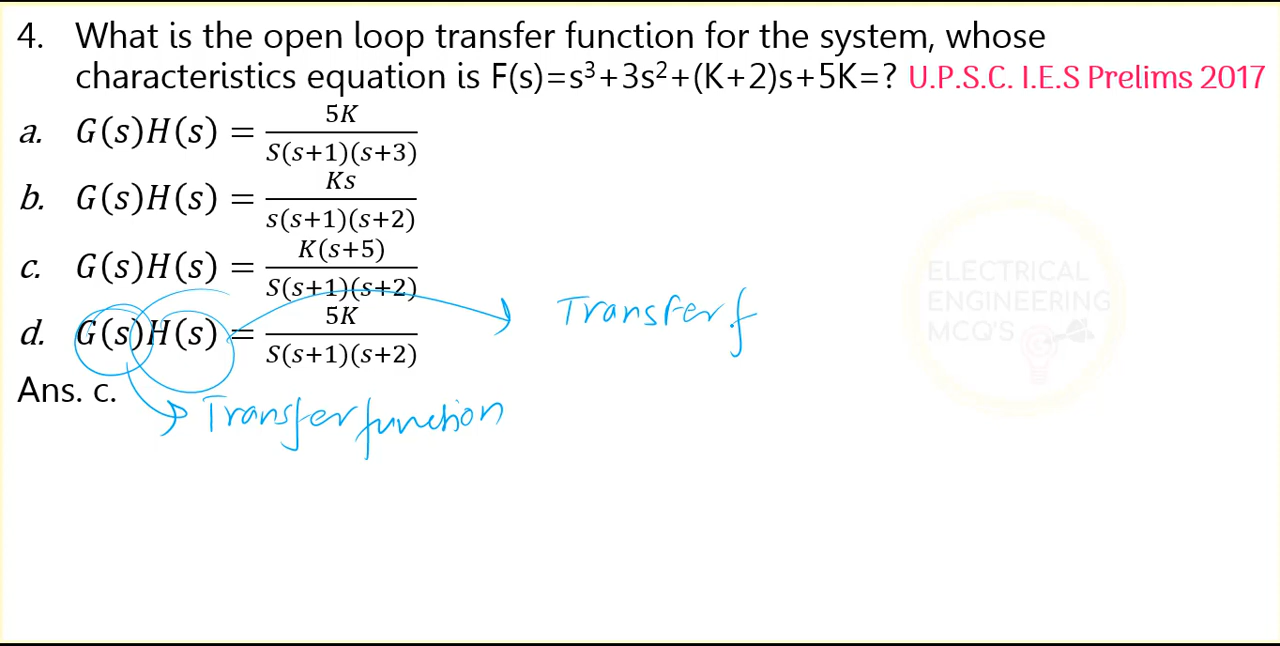 4. What is the open loop transfer function for the system, whose
characteristics equation is F(s)=s³+3s²+(K+2)s+5K=? U.P.S.C. I.E.S Prelims 2017
a. G(s)H(s) = 5K / S(s+1)(s+3)
b. G(s)H(s) = Ks / s(s+1)(s+2)
c. G(s)H(s) = K(s+5) / S(s+1)(s+2)
d. G(s)H(s) = 5K / S(s+1)(s+2)
Transfer f
Ans. c.
Transfer function
ELECTRICAL
ENGINEERING
MCQ'S